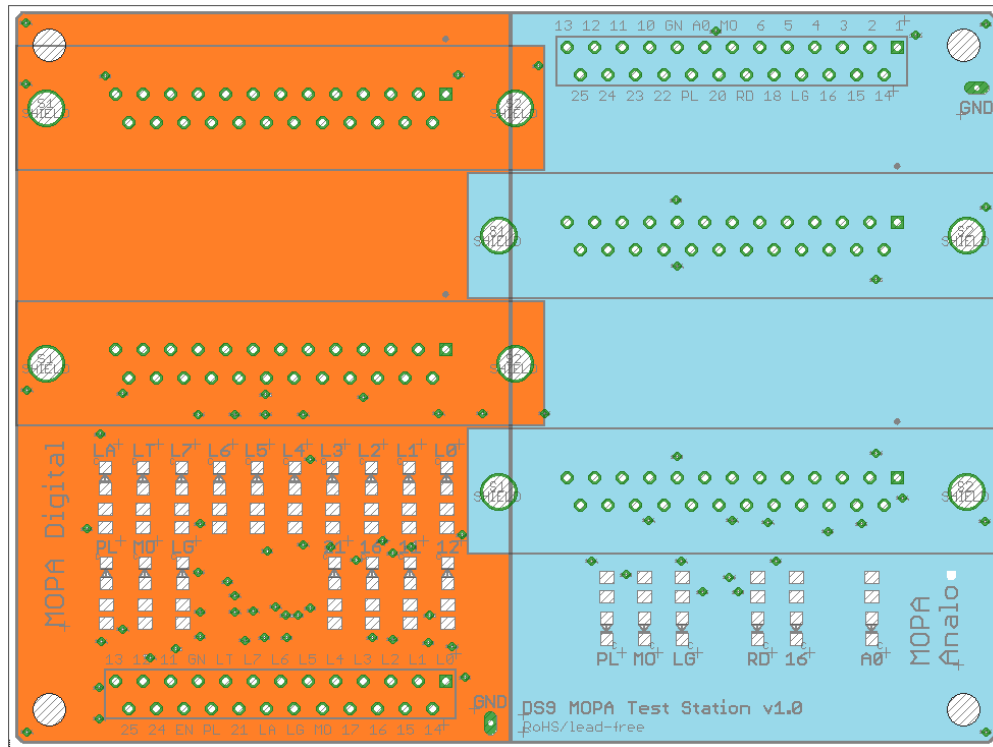 13 12 11 10 GN A0 MO 6 5 4 3 2 1
25 24 23 22 PL 20 RD 18 LG 16 15 14
GND
S1
SHIELD
S2
SHIELD
S1
SHIELD
S2
SHIELD
S1
SHIELD
S2
SHIELD
S1
SHIELD
S2
SHIELD
MOPA Digital
LA LT L7 L6 L5 L4 L3 L2 L1 L0
PL MO LG 21 16 11 12
13 12 11 GN LT L7 L6 L5 L4 L3 L2 L1 L0
25 24 EN PL 21 LA LG MO 17 16 15 14
GND
PL MO LG RD 16 A0
MOPA
Analo
DS9 MOPA Test Station v1.0
RoHS/lead-free